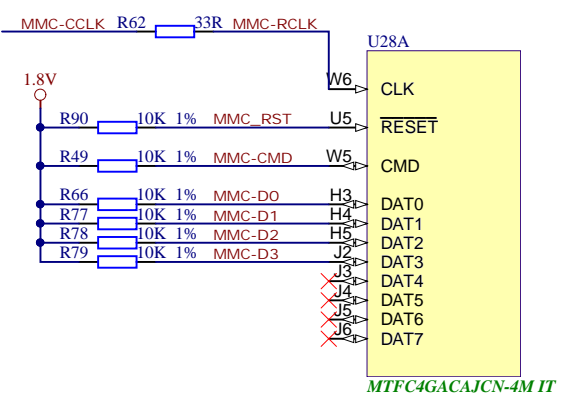 MMC-CCLK R62 33R MMC-RCLK
U28A
1.8V
W6 CLK
R90 10K 1% MMC_RST U5 RESET
R49 10K 1% MMC-CMD W5 CMD
R66 10K 1% MMC-D0 H3 DAT0
R77 10K 1% MMC-D1 H4 DAT1
R78 10K 1% MMC-D2 H5 DAT2
R79 10K 1% MMC-D3 J2 DAT3
J3 DAT4
J4 DAT5
J5 DAT6
J6 DAT7
MTFC4GACAJCN-4M IT